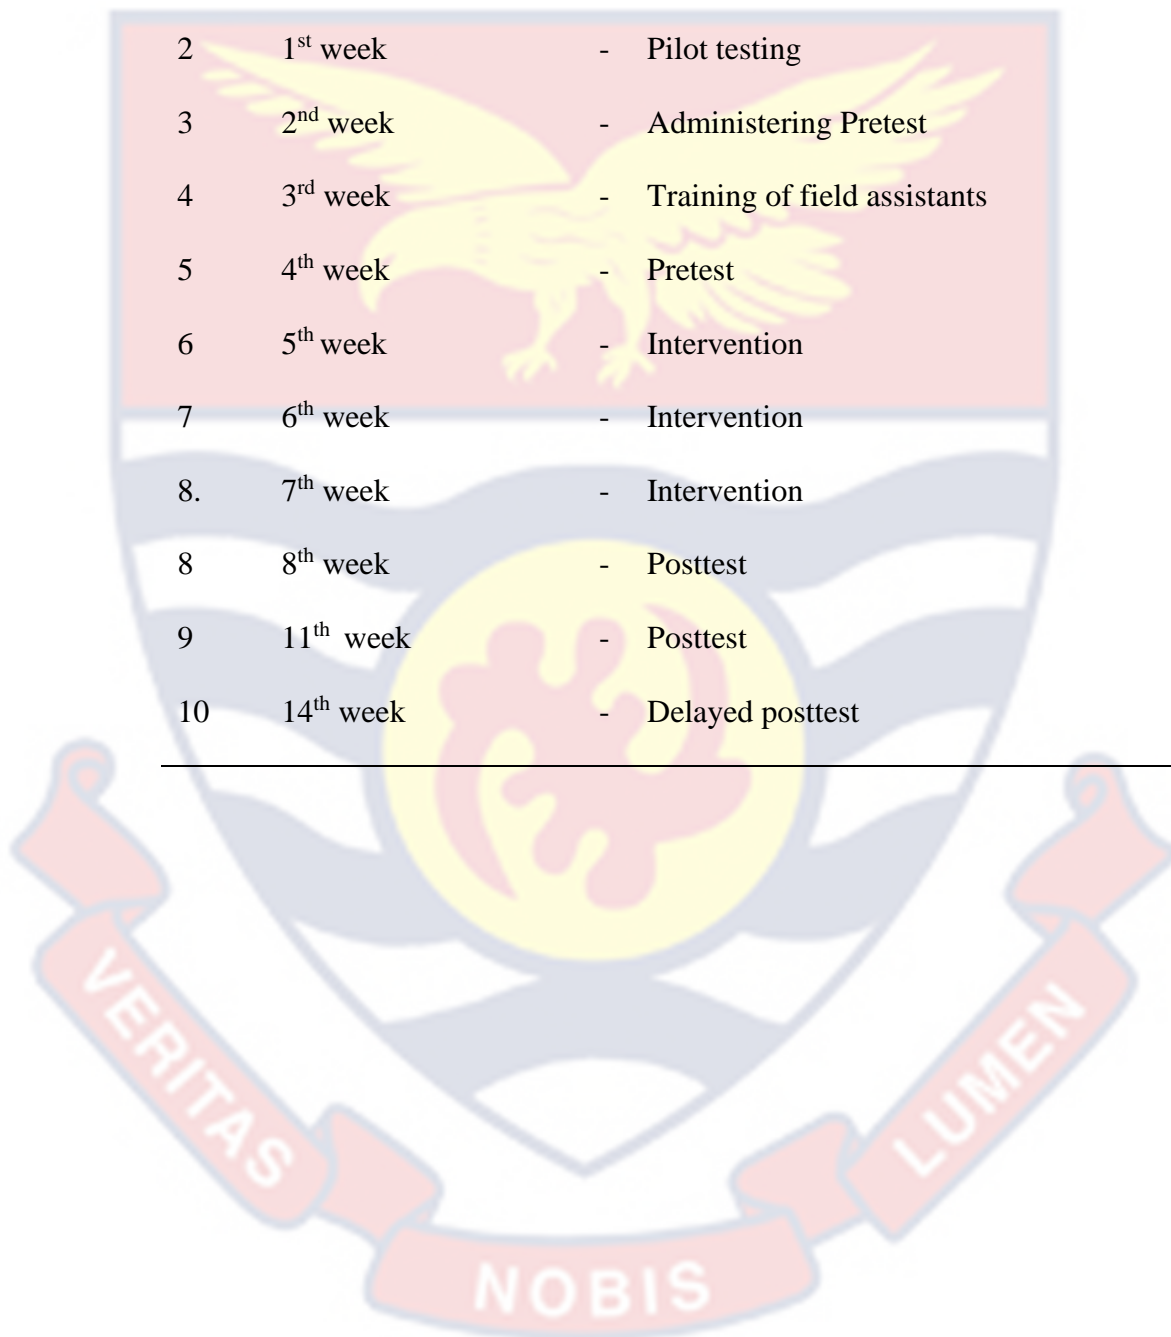 2 1st week - Pilot testing
3 2nd week - Administering Pretest
4 3rd week - Training of field assistants
5 4th week - Pretest
6 5th week - Intervention
7 6th week - Intervention
8. 7th week - Intervention
8 8th week - Posttest
9 11th week - Posttest
10 14th week - Delayed posttest
VERITAS
NOBIS
LUMEN